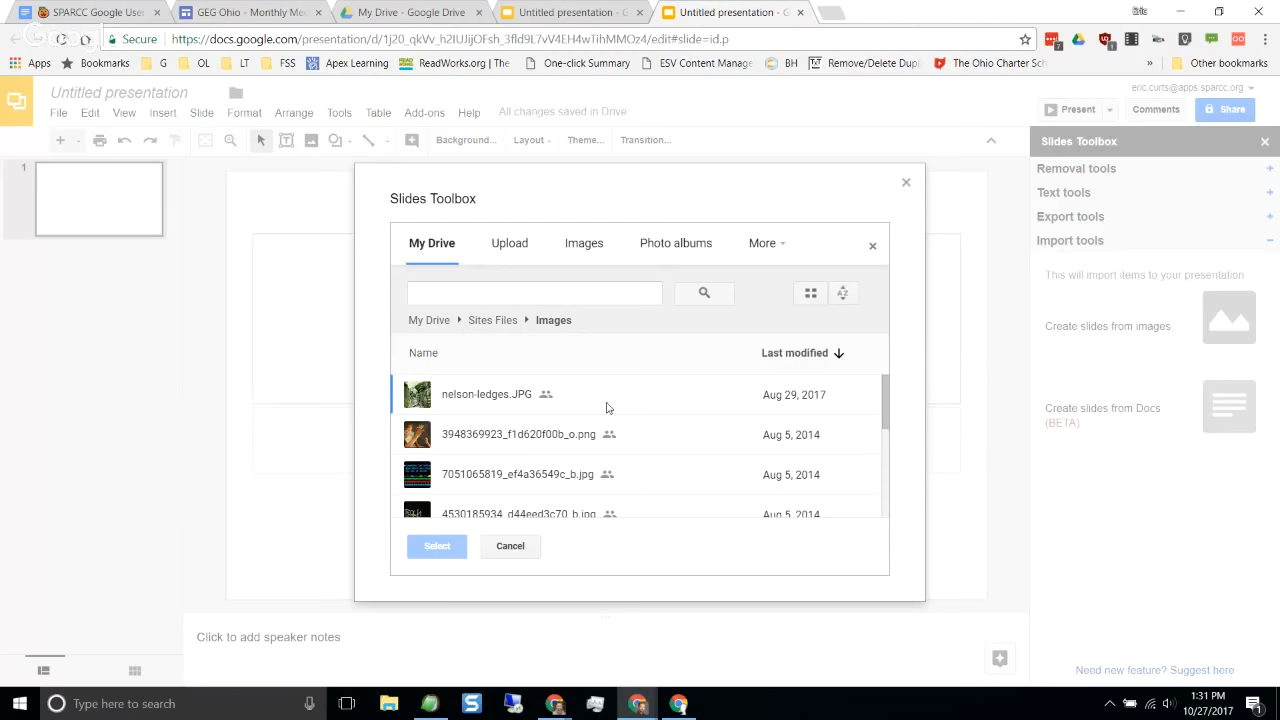 SPARCC Google User
GEG Ohio - Monthly Me
My Drive - Google Drive
Untitled presentation - G
Untitled presentation - G
Secure
https://docs.google.com/presentation/d/1j20_qkVv_h2IUJijOFsh_3fId9L7vV4EH4wTihMMOz4/edit#slide=id.p
Apps
Bookmarks
G
OL
LT
FSS
Apex Learning
ReadWorks.org | The
One-click Summary
ESV Content Manage
BH
Remove/Dupe
The Ohio Charter Sch
»
Other bookmarks
Untitled presentation
eric.curts@apps.sparcc.org
File Edit View Insert Slide Format Arrange Tools Table Add-ons Help
All changes saved in Drive
Present
Comments
Share
Background...
Layout
Theme...
Transition...
1
Slides Toolbox
Removal tools
Text tools
Export tools
Import tools
This will import items to your presentation
Create slides from images
Create slides from Docs
(BETA)
Need new feature? Suggest here
Slides Toolbox
My Drive
Upload
Images
Photo albums
More
My Drive
Sites Files
Images
Name
Last modified
nelson-ledges.JPG
Aug 29, 2017
3948369923_f1d620f00b_o.png
Aug 5, 2014
7051065819_ef4a36549c_b.jpg
Aug 5, 2014
4530185934_d44eed3c70_b.jpg
Aug 5, 2014
Select
Cancel
Click to add speaker notes
Type here to search
1:31 PM
10/27/2017